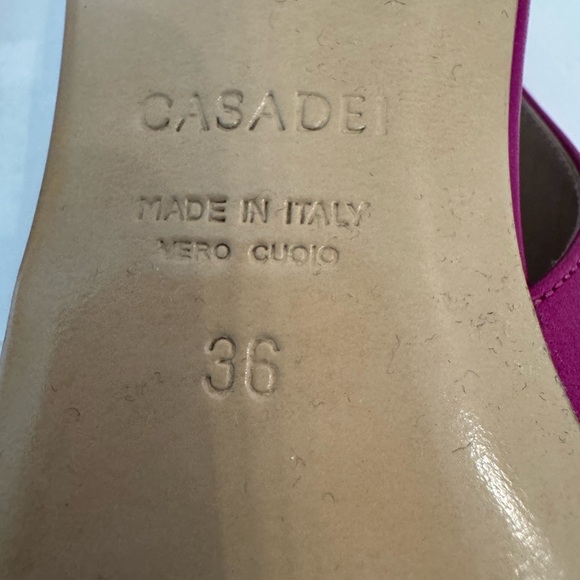 CASADEI
MADE IN ITALY
VERO CUOIO
36